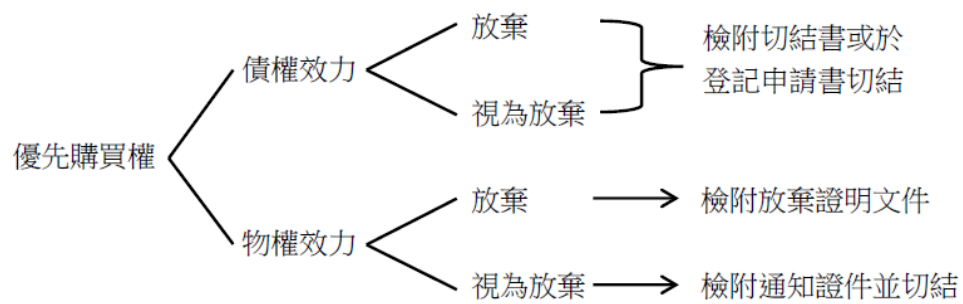 優先購買權
債權效力
放棄
視為放棄
檢附切結書或於
登記申請書切結
物權效力
放棄
檢附放棄證明文件
視為放棄
檢附通知證件並切結